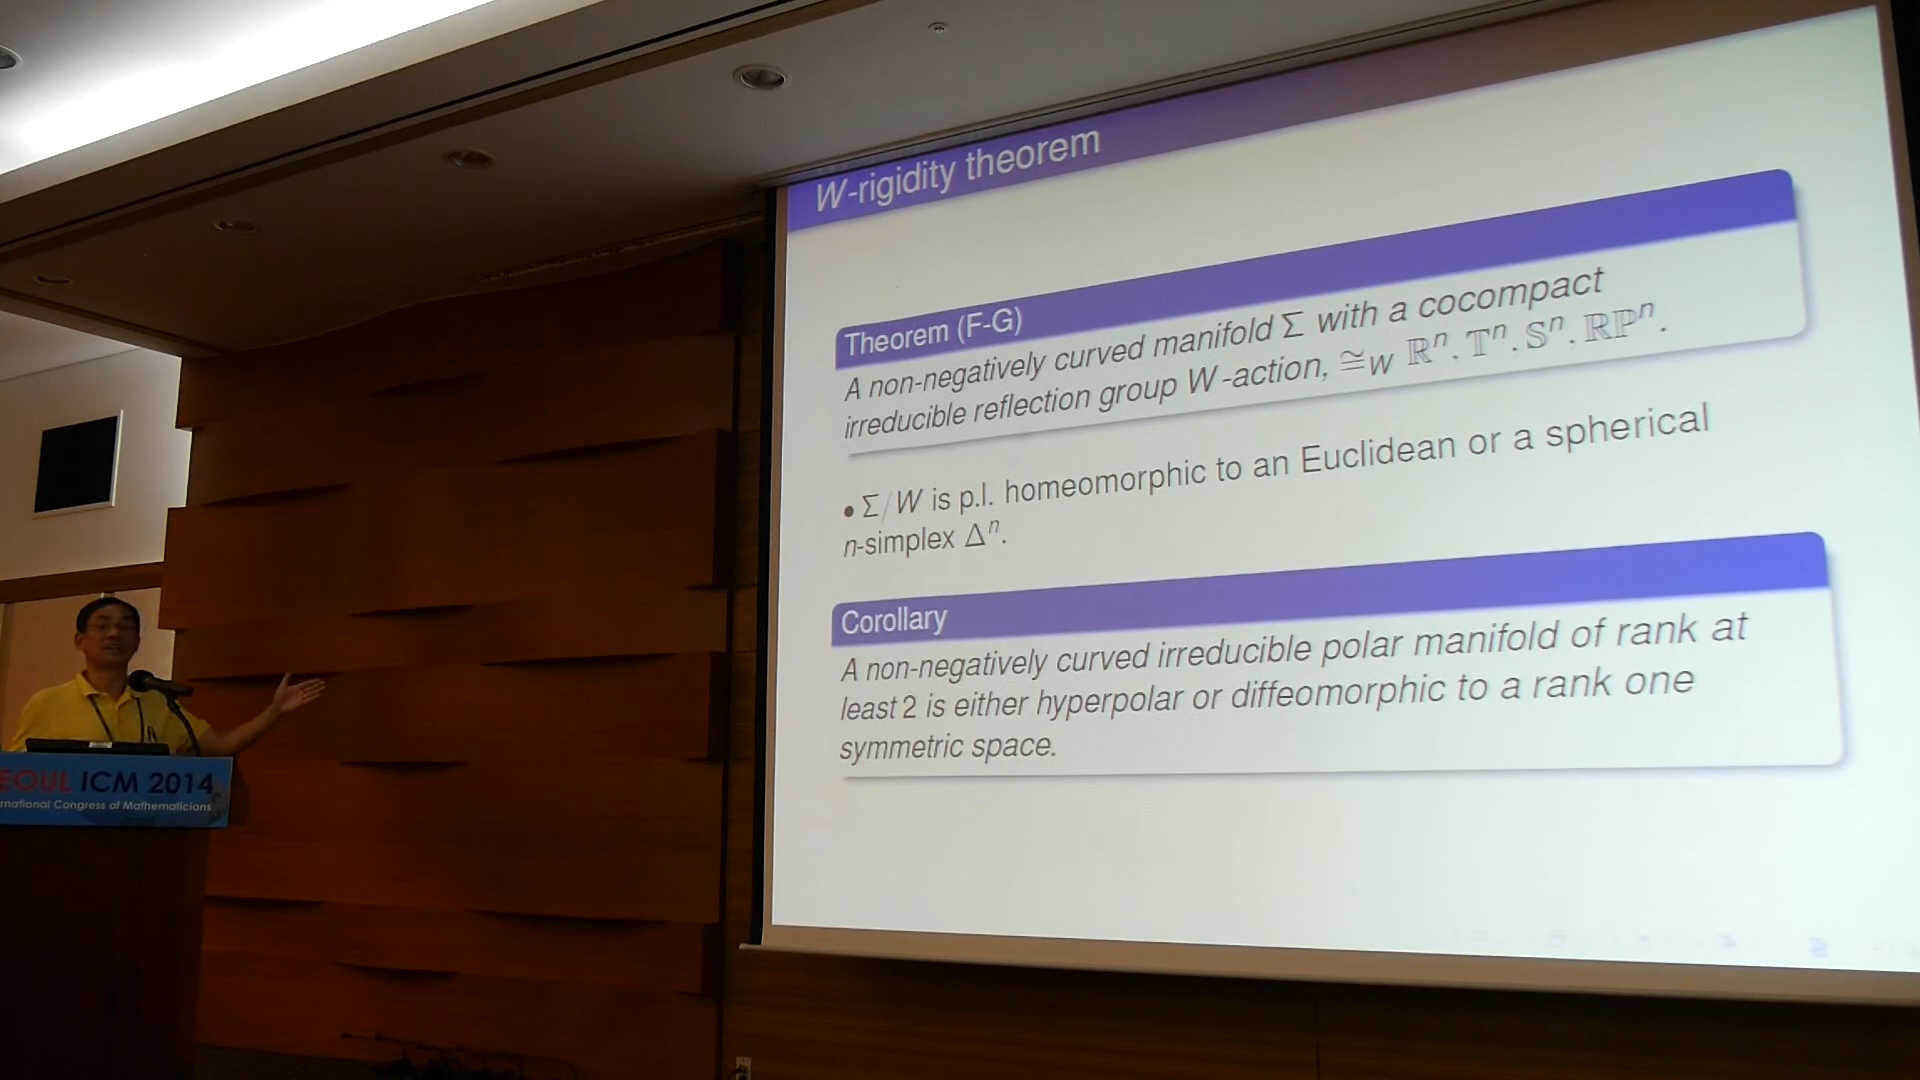 W-rigidity theorem
Theorem (F-G)
A non-negatively curved manifold Σ with a cocompact
irreducible reflection group W-action, ≅_W ℝⁿ, 𝕋ⁿ, 𝕊ⁿ, ℝℙⁿ.
• Σ/W is p.l. homeomorphic to an Euclidean or a spherical
n-simplex Δⁿ.
Corollary
A non-negatively curved irreducible polar manifold of rank at
least 2 is either hyperpolar or diffeomorphic to a rank one
symmetric space.
EOUL ICM 2014
rnational Congress of Mathematicians